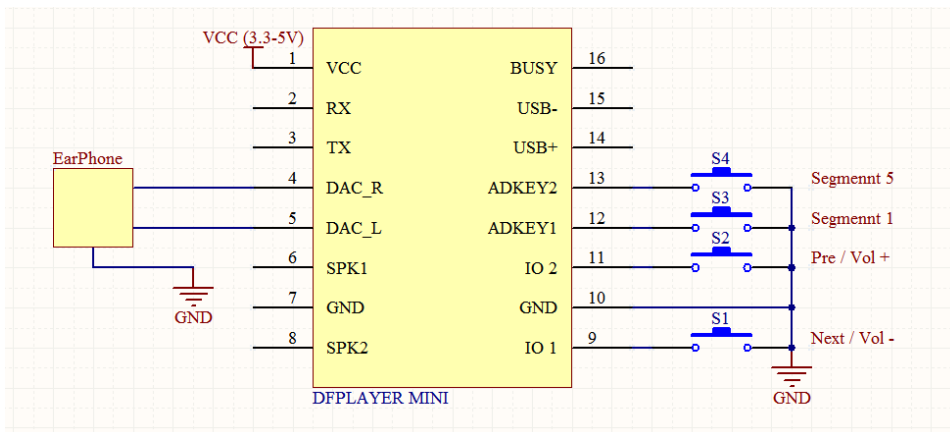 VCC (3.3-5V)
1 VCC BUSY 16
2 RX USB- 15
3 TX USB+ 14
EarPhone
S4
4 DAC_R ADKEY2 13 Segmennt 5
S3
5 DAC_L ADKEY1 12 Segmennt 1
S2
6 SPK1 IO 2 11 Pre / Vol +
7 GND GND 10
GND
S1
8 SPK2 IO 1 9 Next / Vol -
DFPLAYER MINI
GND